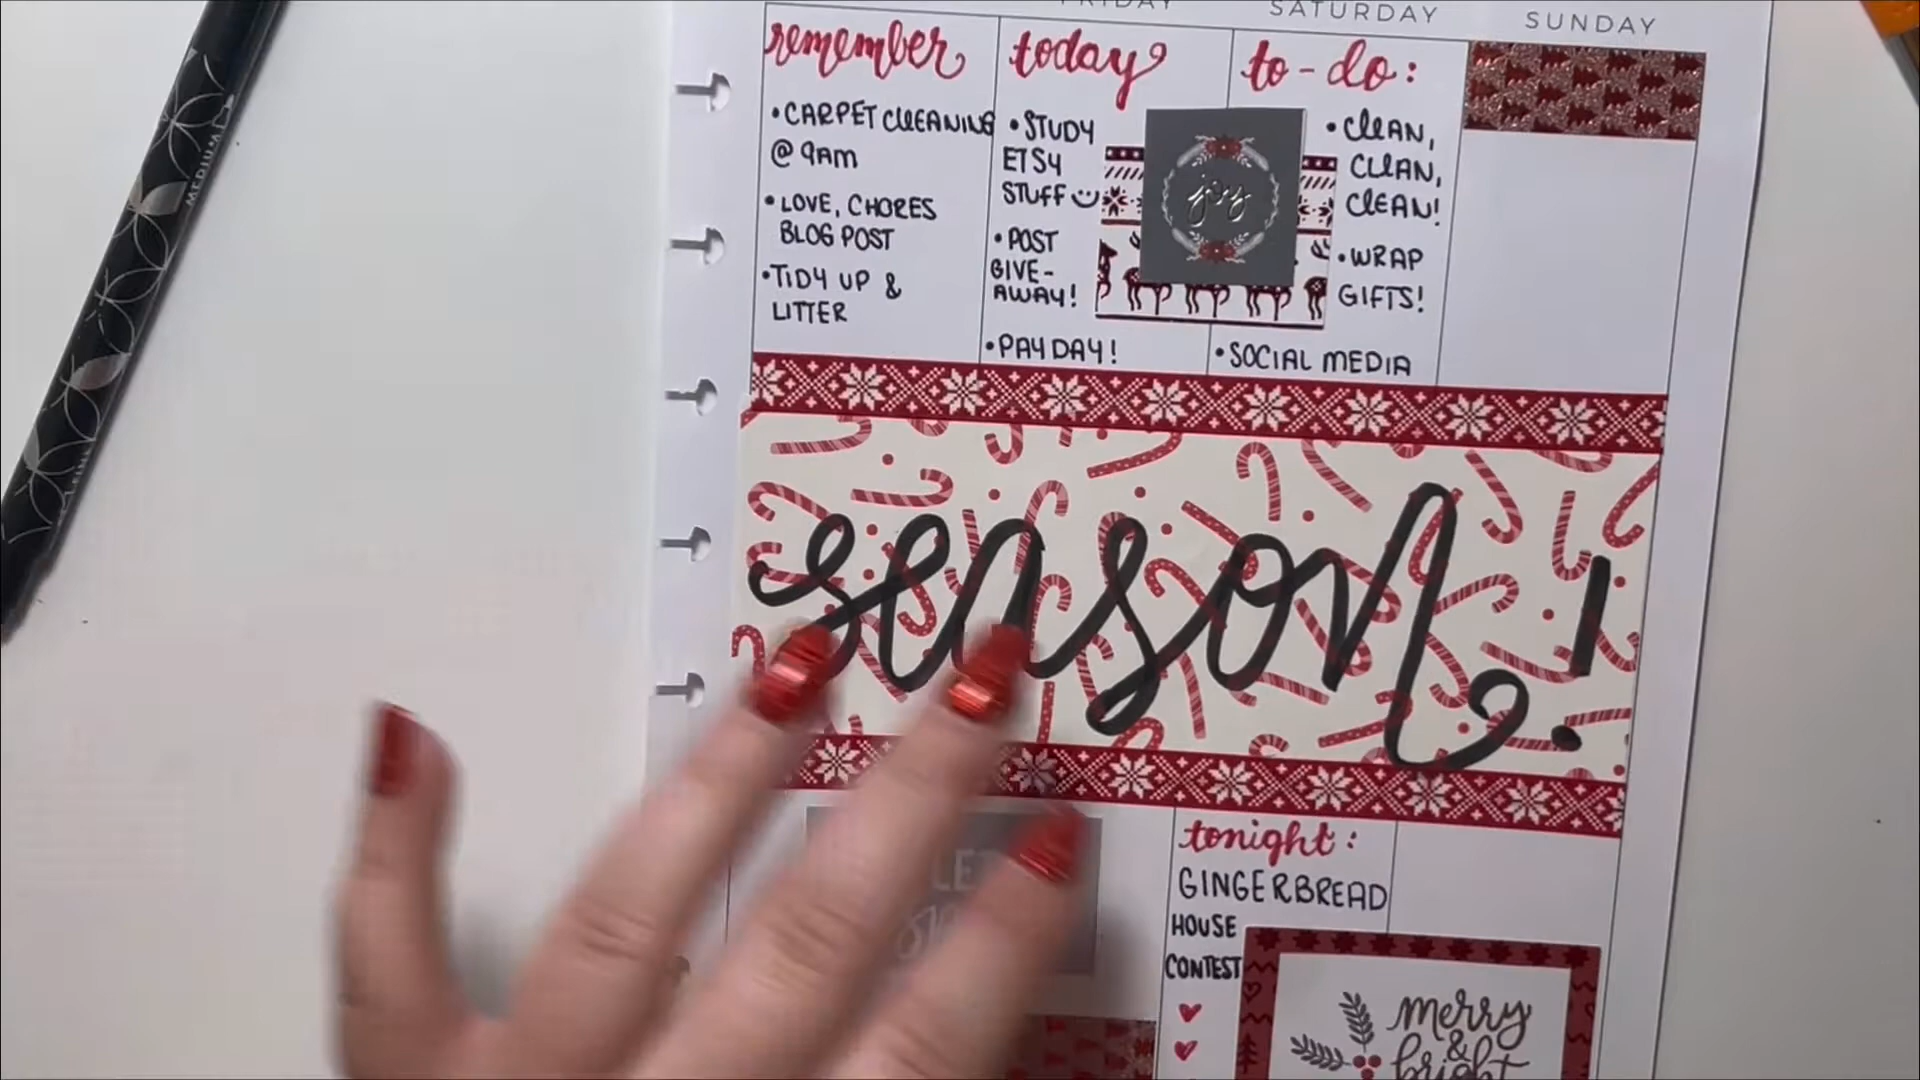 FRIDAY
SATURDAY
SUNDAY
remember
• CARPET CLEANING
@ 9AM
• LOVE, CHORES
BLOG POST
• TIDY UP &
LITTER
today
• STUDY
ETSY
STUFF
• POST
GIVE-
AWAY!
• PAYDAY!
joy
to-do:
• CLEAN,
CLEAN,
CLEAN!
• WRAP
GIFTS!
• SOCIAL MEDIA
season!
tonight:
GINGERBREAD
HOUSE
CONTEST
merry
&
bright
MEDIUM